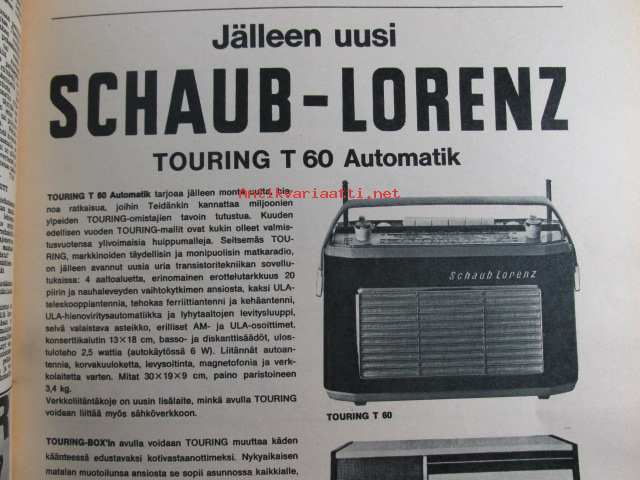 Jälleen uusi
SCHAUB-LORENZ
TOURING T 60 Automatik
TOURING T 60 Automatik tarjoaa jälleen monta uutta, hie-
noa ratkaisua, joihin Teidänkin kannattaa miljoonien
ylpeiden TOURING-omistajien tavoin tutustua. Kuuden
edellisen vuoden TOURING-mallit ovat kukin olleet valmis-
tusvuotensa ylivoimaisia huippumalleja. Seitsemäs TOU-
RING, markkinoiden täydellisin ja monipuolisin matkaradio,
on jälleen avannut uusia uria transistoritekniikan sovellu-
tuksissa: 4 aaltoaluetta, erinomainen erottelutarkkuus 20
piirin ja nauhaleveyden vaihtokytkimen ansiosta, kaksi ULA-
teleskooppiantennia, tehokas ferriittiantenni ja kehäantenni,
ULA-hienoviritysautomatiikka ja lyhytaaltojen levitysluuppi,
selvä valaistava asteikko, erilliset AM- ja ULA-osoittimet.
konserttikaiutin 13×18 cm, basso- ja diskanttisäädöt, ulos-
tuloteho 2,5 wattia (autokäytössä 6 W). Liitännät autoan-
tennia, korvakuuloketta, levysoitinta, magnetofonia ja verk-
kolaitetta varten. Mitat 30×19×9 cm, paino paristoineen
3,4 kg.
Verkkoliitäntäkoje on uusin lisälaite, minkä avulla TOURING
voidaan liittää myös sähköverkkoon.
Antikvariaatti.net
Schaub Lorenz
TOURING T 60
TOURING-BOX'in avulla voidaan TOURING muuttaa käden
käänteessä edustavaksi kotivastaanottimeksi. Nykyaikaisen
matalan muotoilunsa ansiosta se sopii asunnossa kaikkialle,